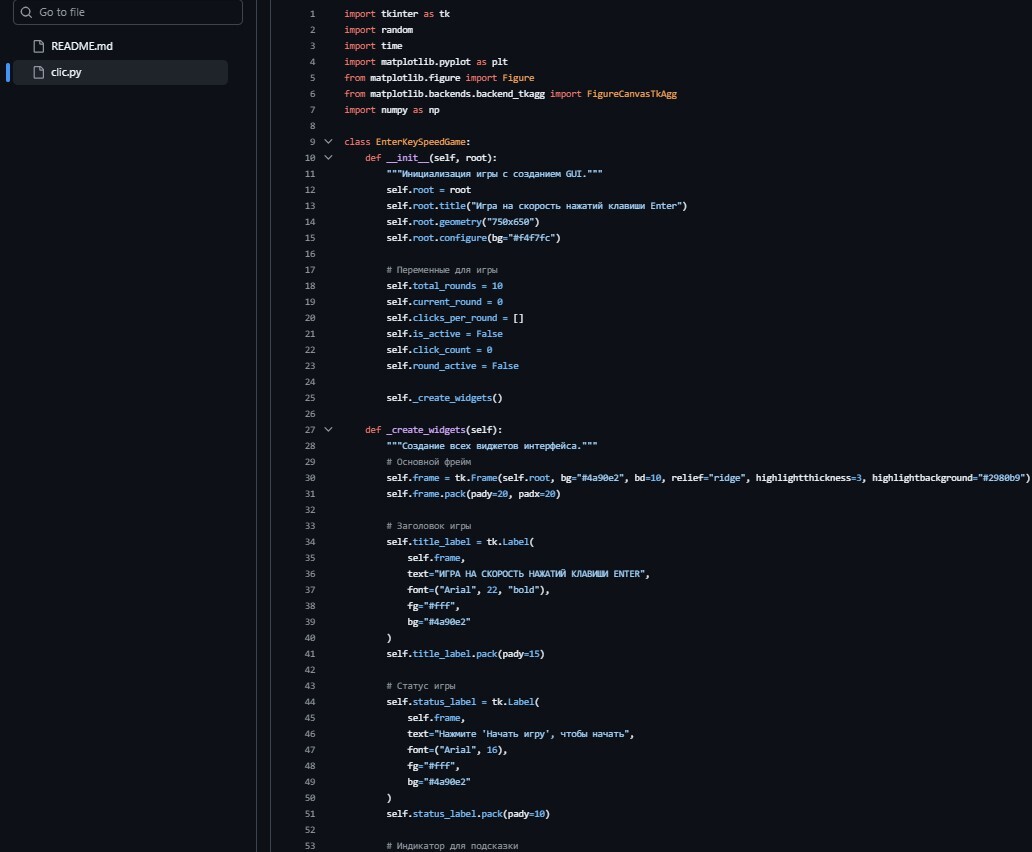 Go to file
README.md
clic.py
1 import tkinter as tk
2 import random
3 import time
4 import matplotlib.pyplot as plt
5 from matplotlib.figure import Figure
6 from matplotlib.backends.backend_tkagg import FigureCanvasTkAgg
7 import numpy as np
8
9 class EnterKeySpeedGame:
10 def __init__(self, root):
11 """Инициализация игры с созданием GUI."""
12 self.root = root
13 self.root.title("Игра на скорость нажатий клавиши Enter")
14 self.root.geometry("750x650")
15 self.root.configure(bg="#f4f7fc")
16
17 # Переменные для игры
18 self.total_rounds = 10
19 self.current_round = 0
20 self.clicks_per_round = []
21 self.is_active = False
22 self.click_count = 0
23 self.round_active = False
24
25 self._create_widgets()
26
27 def _create_widgets(self):
28 """Создание всех виджетов интерфейса."""
29 # Основной фрейм
30 self.frame = tk.Frame(self.root, bg="#4a90e2", bd=10, relief="ridge", highlightthickness=3, highlightbackground="#2980b9")
31 self.frame.pack(pady=20, padx=20)
32
33 # Заголовок игры
34 self.title_label = tk.Label(
35 self.frame,
36 text="ИГРА НА СКОРОСТЬ НАЖАТИЙ КЛАВИШИ ENTER",
37 font=("Arial", 22, "bold"),
38 fg="#fff",
39 bg="#4a90e2"
40 )
41 self.title_label.pack(pady=15)
42
43 # Статус игры
44 self.status_label = tk.Label(
45 self.frame,
46 text="Нажмите 'Начать игру', чтобы начать",
47 font=("Arial", 16),
48 fg="#fff",
49 bg="#4a90e2"
50 )
51 self.status_label.pack(pady=10)
52
53 # Индикатор для подсказки